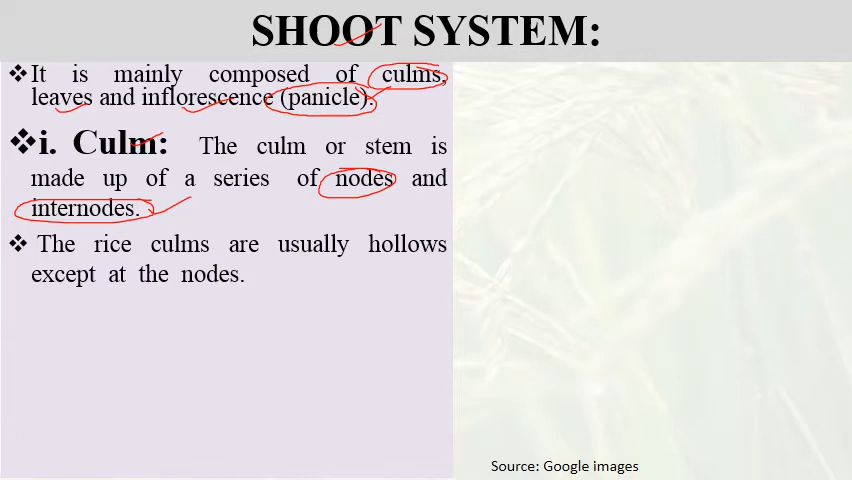 SHOOT SYSTEM:
❖It is mainly composed of culms,
leaves and inflorescence (panicle).
❖i. Culm: The culm or stem is
made up of a series of nodes and
internodes.
❖ The rice culms are usually hollows
except at the nodes.
Source: Google images